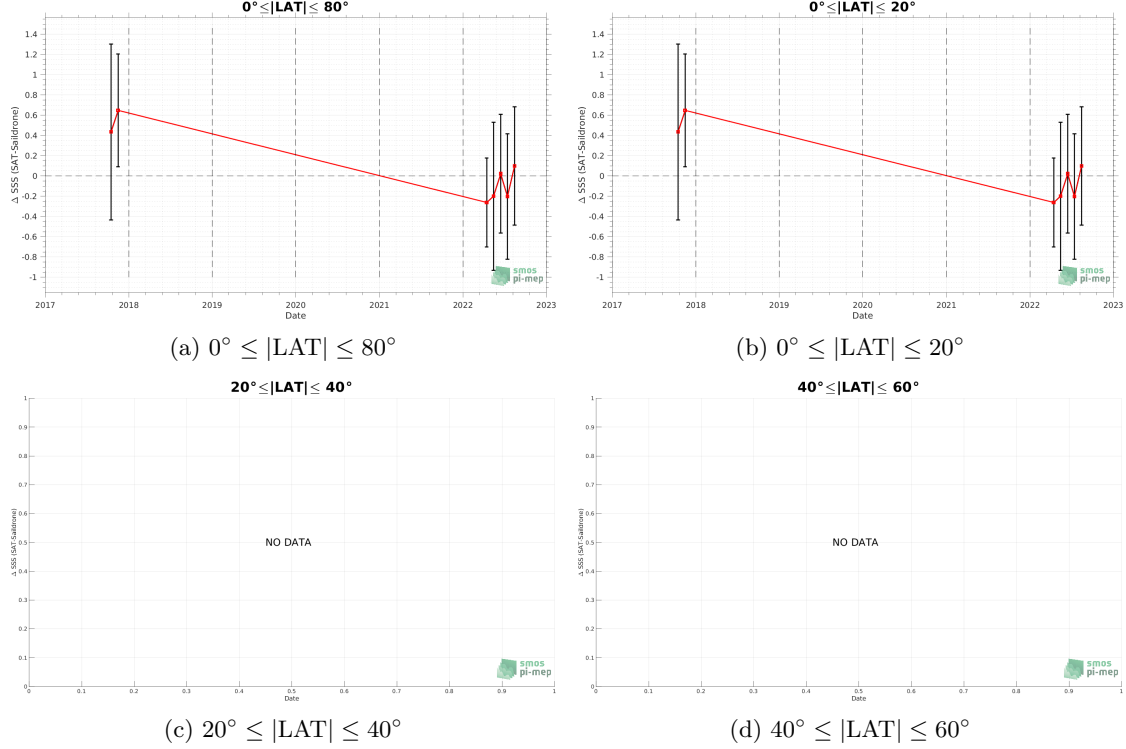 0°≤|LAT|≤ 80°
1.4
1.2
1
0.8
0.6
0.4
0.2
0
-0.2
-0.4
-0.6
-0.8
-1
Δ SSS (SAT-Saildrone)
2017 2018 2019 2020 2021 2022 2023
Date
smos
pi-mep
(a) 0° ≤ |LAT| ≤ 80°
0°≤|LAT|≤ 20°
1.4
1.2
1
0.8
0.6
0.4
0.2
0
-0.2
-0.4
-0.6
-0.8
-1
Δ SSS (SAT-Saildrone)
2017 2018 2019 2020 2021 2022 2023
Date
smos
pi-mep
(b) 0° ≤ |LAT| ≤ 20°
20°≤|LAT|≤ 40°
1
0.9
0.8
0.7
0.6
0.5
0.4
0.3
0.2
0.1
0
Δ SSS (SAT-Saildrone)
NO DATA
0 0.1 0.2 0.3 0.4 0.5 0.6 0.7 0.8 0.9 1
Date
smos
pi-mep
(c) 20° ≤ |LAT| ≤ 40°
40°≤|LAT|≤ 60°
1
0.9
0.8
0.7
0.6
0.5
0.4
0.3
0.2
0.1
0
Δ SSS (SAT-Saildrone)
NO DATA
0 0.1 0.2 0.3 0.4 0.5 0.6 0.7 0.8 0.9 1
Date
smos
pi-mep
(d) 40° ≤ |LAT| ≤ 60°